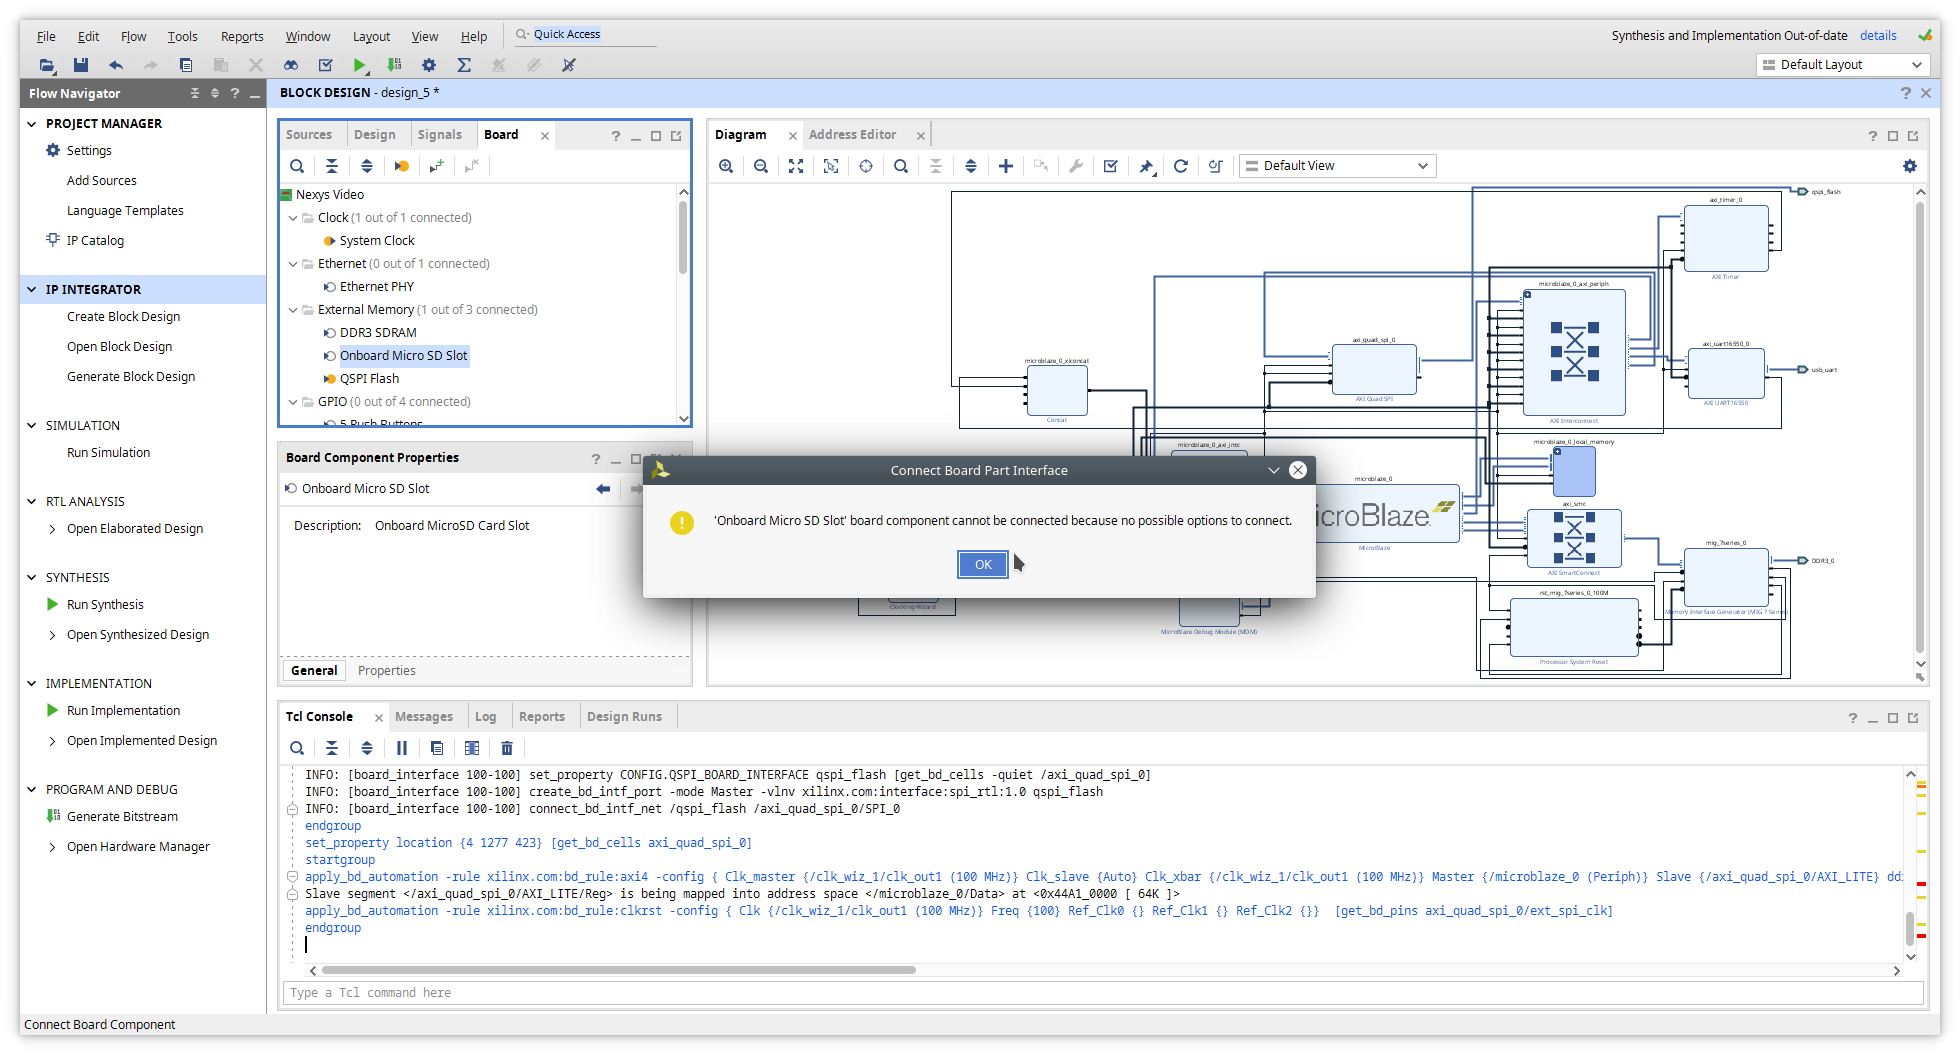 File Edit Flow Tools Reports Window Layout View Help Quick Access
Synthesis and Implementation Out-of-date details
Default Layout
Flow Navigator
PROJECT MANAGER
Settings
Add Sources
Language Templates
IP Catalog
IP INTEGRATOR
Create Block Design
Open Block Design
Generate Block Design
SIMULATION
Run Simulation
RTL ANALYSIS
Open Elaborated Design
SYNTHESIS
Run Synthesis
Open Synthesized Design
IMPLEMENTATION
Run Implementation
Open Implemented Design
PROGRAM AND DEBUG
Generate Bitstream
Open Hardware Manager
BLOCK DESIGN - design_5 *
Sources Design Signals Board
Nexys Video
Clock (1 out of 1 connected)
System Clock
Ethernet (0 out of 1 connected)
Ethernet PHY
External Memory (1 out of 3 connected)
DDR3 SDRAM
Onboard Micro SD Slot
QSPI Flash
GPIO (0 out of 4 connected)
5 Push Buttons
Board Component Properties
Onboard Micro SD Slot
Description: Onboard MicroSD Card Slot
General Properties
Diagram Address Editor
Default View
qspi_flash
axi_timer_0
AXI Timer
microblaze_0_axi_periph
AXI Interconnect
axi_quad_spi_0
AXI Quad SPI
axi_uart16550_0
AXI UART16550
usb_uart
microblaze_0_xlconcat
Concat
microblaze_0_axi_intc
microblaze_0_local_memory
microblaze_0
icroBlaze
MicroBlaze
axi_smc
AXI SmartConnect
mig_7series_0
Memory Interface Generator (MIG 7 Series)
DDR3_0
rst_mig_7series_0_100M
Processor System Reset
Clocking Wizard
MicroBlaze Debug Module (MDM)
Connect Board Part Interface
'Onboard Micro SD Slot' board component cannot be connected because no possible options to connect.
OK
Tcl Console Messages Log Reports Design Runs
INFO: [board_interface 100-100] set_property CONFIG.QSPI_BOARD_INTERFACE qspi_flash [get_bd_cells -quiet /axi_quad_spi_0]
INFO: [board_interface 100-100] create_bd_intf_port -mode Master -vlnv xilinx.com:interface:spi_rtl:1.0 qspi_flash
INFO: [board_interface 100-100] connect_bd_intf_net /qspi_flash /axi_quad_spi_0/SPI_0
endgroup
set_property location {4 1277 423} [get_bd_cells axi_quad_spi_0]
startgroup
apply_bd_automation -rule xilinx.com:bd_rule:axi4 -config { Clk_master {/clk_wiz_1/clk_out1 (100 MHz)} Clk_slave {Auto} Clk_xbar {/clk_wiz_1/clk_out1 (100 MHz)} Master {/microblaze_0 (Periph)} Slave {/axi_quad_spi_0/AXI_LITE}
Slave segment </axi_quad_spi_0/AXI_LITE/Reg> is being mapped into address space </microblaze_0/Data> at <0x44A1_0000 [ 64K ]>
apply_bd_automation -rule xilinx.com:bd_rule:clkrst -config { Clk {/clk_wiz_1/clk_out1 (100 MHz)} Freq {100} Ref_Clk0 {} Ref_Clk1 {} Ref_Clk2 {}} [get_bd_pins axi_quad_spi_0/ext_spi_clk]
endgroup
Type a Tcl command here
Connect Board Component